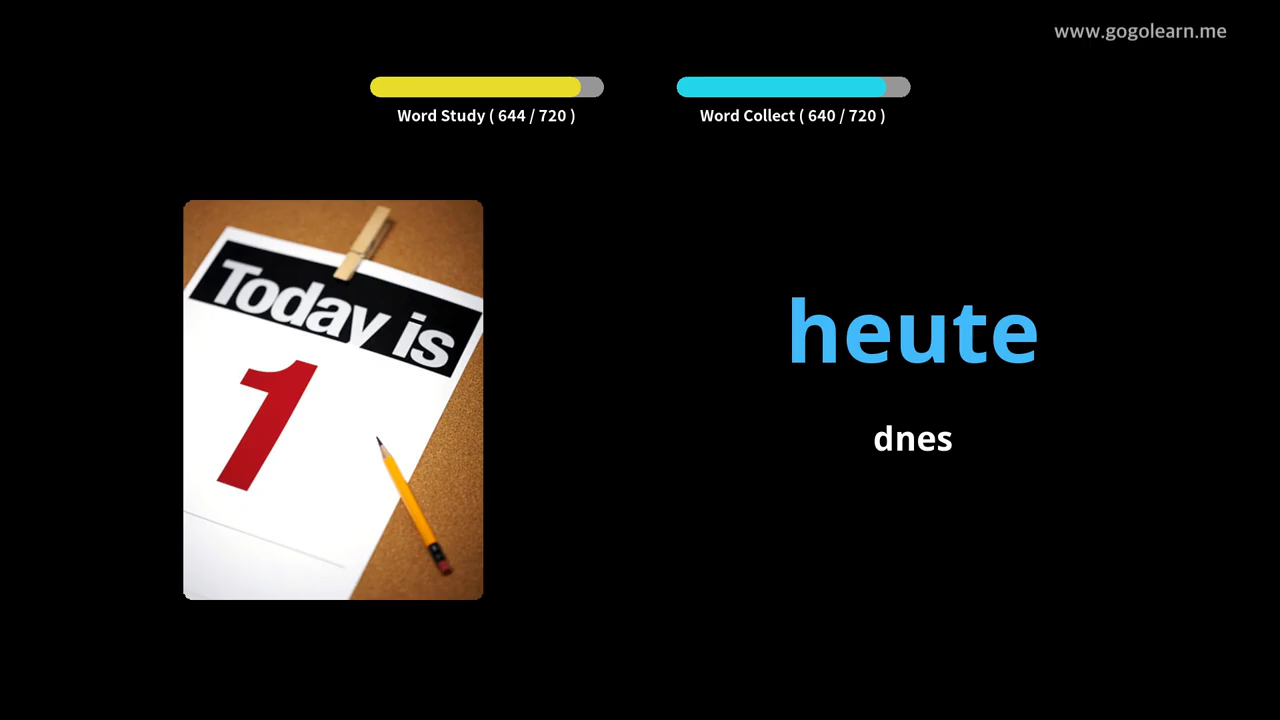 www.gogolearn.me
Word Study ( 644 / 720 )
Word Collect ( 640 / 720 )
Today is
1
heute
dnes